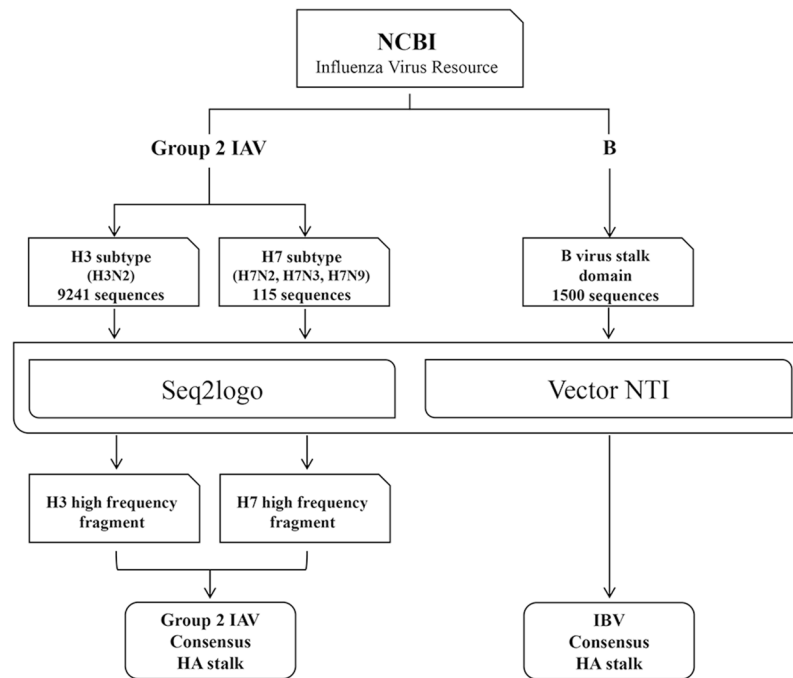 NCBI
Influenza Virus Resource
Group 2 IAV
B
H3 subtype
(H3N2)
9241 sequences
H7 subtype
(H7N2, H7N3, H7N9)
115 sequences
B virus stalk
domain
1500 sequences
Seq2logo
Vector NTI
H3 high frequency
fragment
H7 high frequency
fragment
Group 2 IAV
Consensus
HA stalk
IBV
Consensus
HA stalk